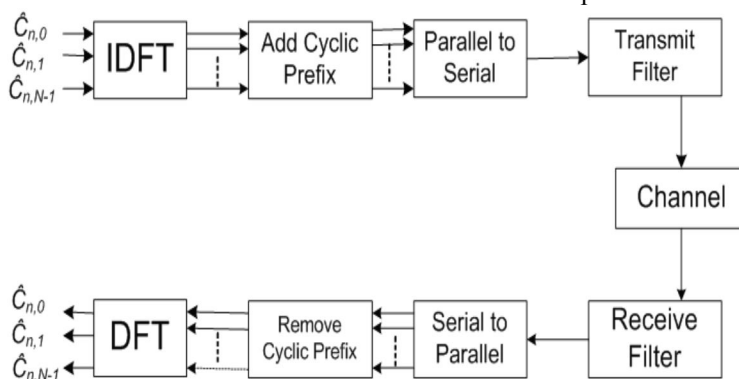 Ĉn,0
Ĉn,1
Ĉn,N-1
IDFT
Add Cyclic
Prefix
Parallel to
Serial
Transmit
Filter
Channel
Ĉn,0
Ĉn,1
Ĉn,N-1
DFT
Remove
Cyclic Prefix
Serial to
Parallel
Receive
Filter